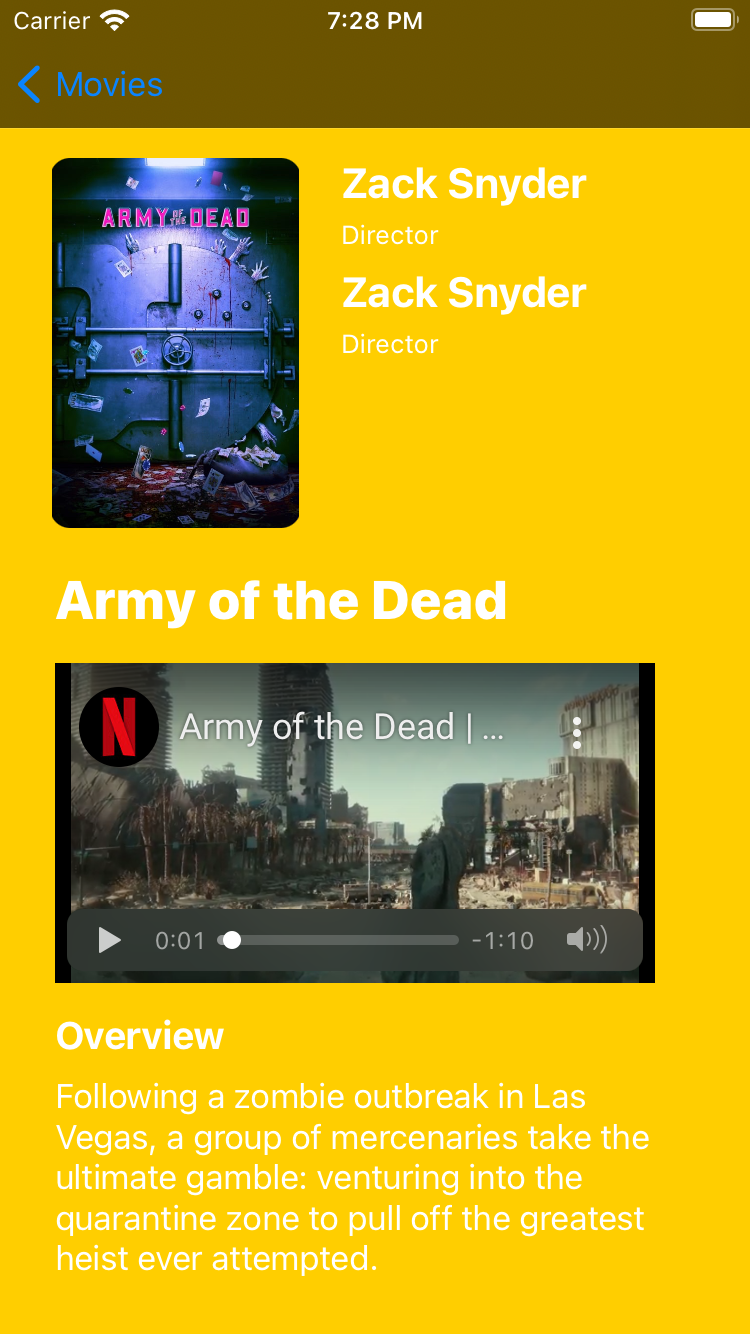 Carrier 7:28 PM
Movies
ARMY OF THE DEAD
Zack Snyder
Director
Zack Snyder
Director
Army of the Dead
N
Army of the Dead | ...
0:01 -1:10
Overview
Following a zombie outbreak in Las
Vegas, a group of mercenaries take the
ultimate gamble: venturing into the
quarantine zone to pull off the greatest
heist ever attempted.